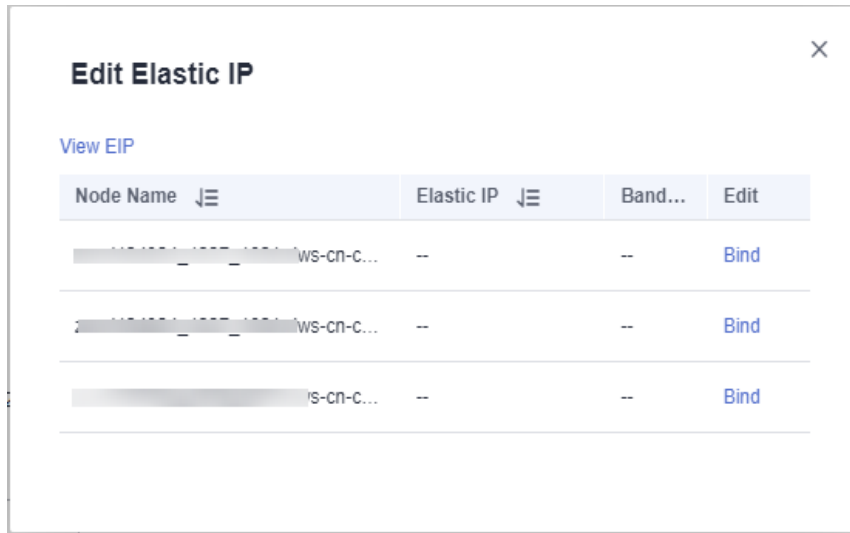 Edit Elastic IP
View EIP
Node Name Elastic IP Band... Edit
ws-cn-c... -- -- Bind
ws-cn-c... -- -- Bind
s-cn-c... -- -- Bind